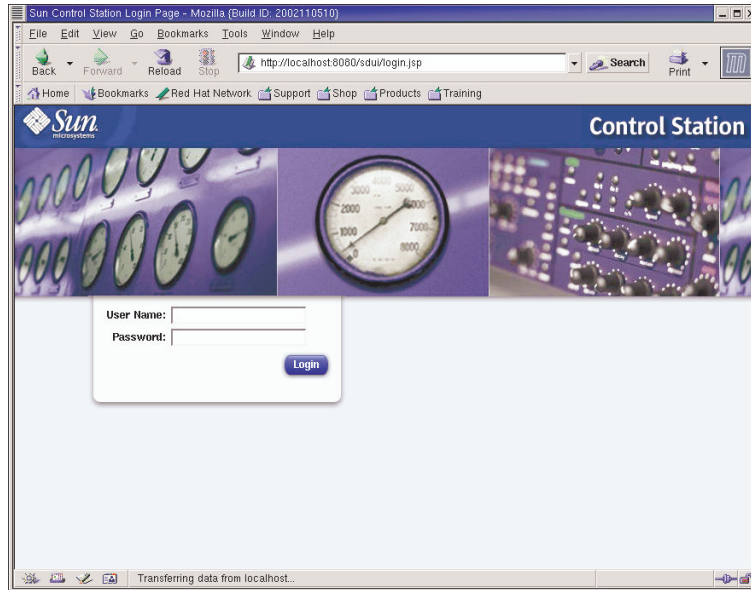 Sun Control Station Login Page - Mozilla {Build ID: 2002110510}
File Edit View Go Bookmarks Tools Window Help
Back Forward Reload Stop http://localhost:8080/sdui/login.jsp Search Print
Home Bookmarks Red Hat Network Support Shop Products Training
Sun
microsystems
Control Station
0 1000 2000 3000 4000 5000 6000 7000 8000
User Name:
Password:
Login
Transferring data from localhost...